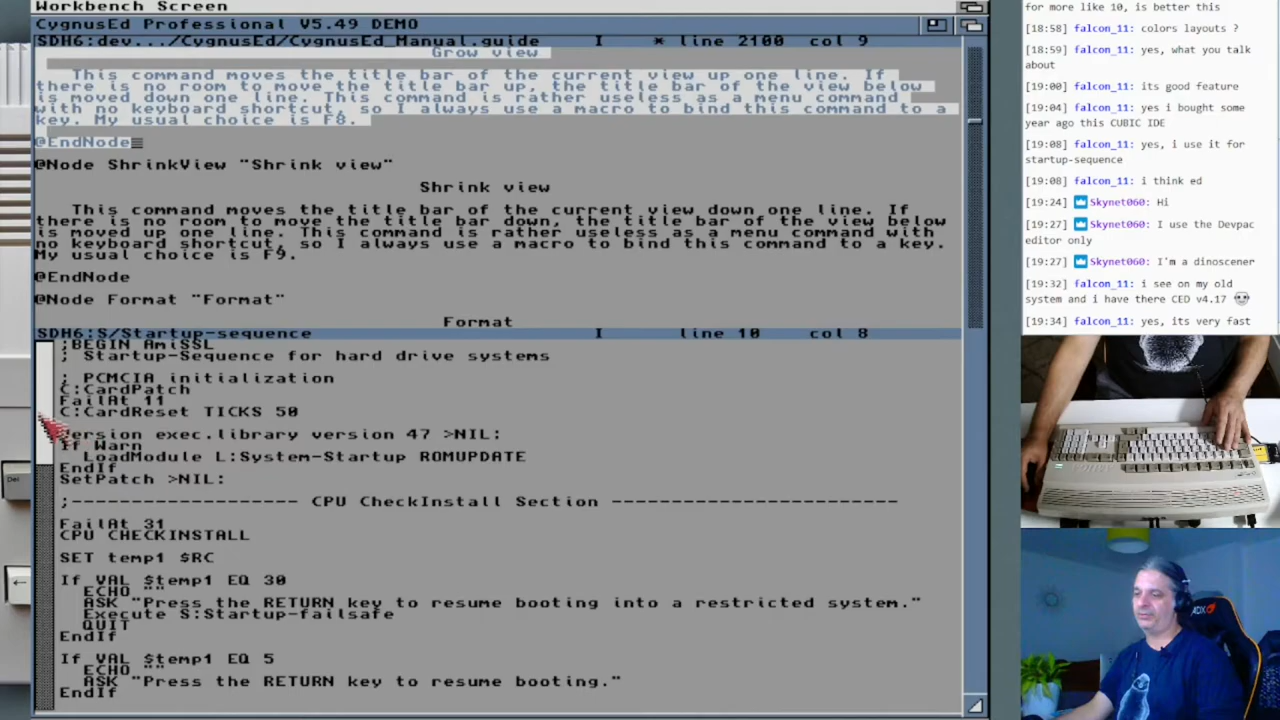 Workbench Screen
CygnusEd Professional V5.49 DEMO
SDH6:dev.../CygnusEd/CygnusEd_Manual.guide I * line 2100 col 9
Grow view
This command moves the title bar of the current view up one line. If
there is no room to move the title bar up, the title bar of the view below
is moved down one line. This command is rather useless as a menu command
with no keyboard shortcut, so I always use a macro to bind this command to a
key. My usual choice is F8.
@EndNode
@Node ShrinkView "Shrink view"
Shrink view
This command moves the title bar of the current view down one line. If
there is no room to move the title bar down, the title bar of the view below
is moved up one line. This command is rather useless as a menu command with
no keyboard shortcut, so I always use a macro to bind this command to a key.
My usual choice is F9.
@EndNode
@Node Format "Format"
Format
SDH6:S/Startup-sequence I line 10 col 8
;BEGIN AmiSSL
; Startup-Sequence for hard drive systems
; PCMCIA initialization
C:CardPatch
FailAt 11
C:CardReset TICKS 50
Version exec.library version 47 >NIL:
If Warn
LoadModule L:System-Startup ROMUPDATE
EndIf
SetPatch >NIL:
;------------------- CPU CheckInstall Section ------------------------
FailAt 31
CPU CHECKINSTALL
SET temp1 $RC
If VAL $temp1 EQ 30
ECHO ""
ASK "Press the RETURN key to resume booting into a restricted system."
Execute S:Startup-failsafe
QUIT
EndIf
If VAL $temp1 EQ 5
ECHO ""
ASK "Press the RETURN key to resume booting."
EndIf
for more like 10, is better this
[18:58] falcon_11: colors layouts ?
[18:59] falcon_11: yes, what you talk
about
[19:00] falcon_11: its good feature
[19:04] falcon_11: yes i bought some
year ago this CUBIC IDE
[19:08] falcon_11: yes, i use it for
startup-sequence
[19:08] falcon_11: i think ed
[19:24] Skynet060: Hi
[19:27] Skynet060: I use the Devpac
editor only
[19:27] Skynet060: I'm a dinoscener
[19:32] falcon_11: i see on my old
system and i have there CED v4.17
[19:34] falcon_11: yes, its very fast
Del
ADX